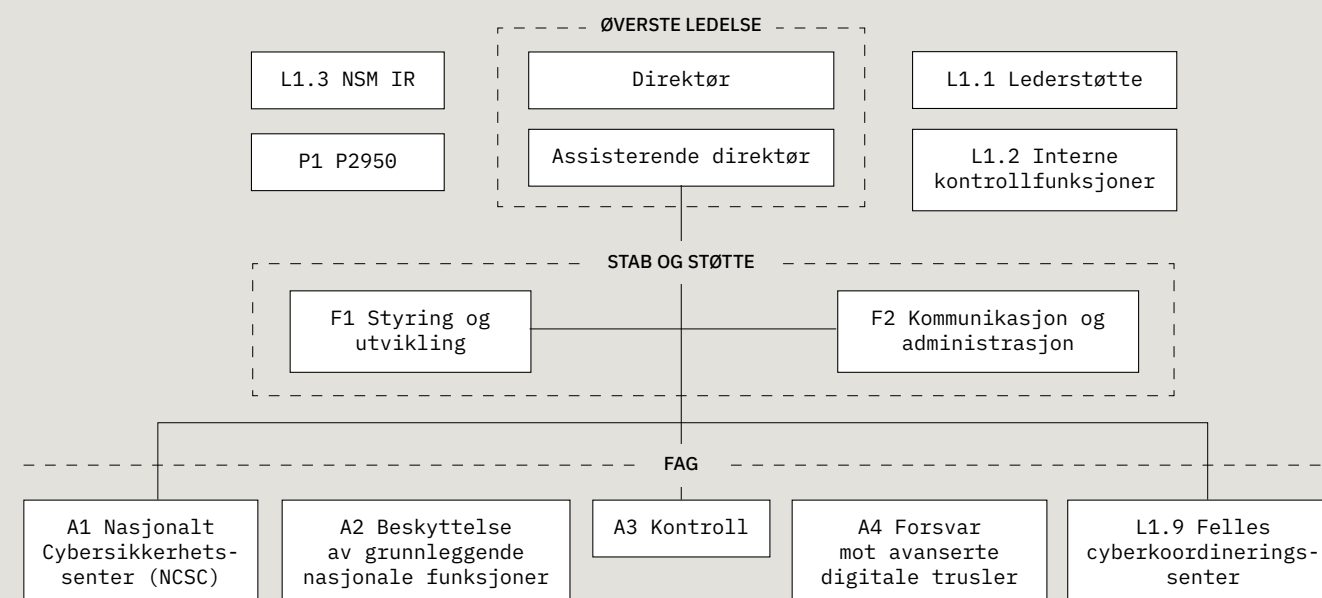 ØVERSTE LEDELSE
L1.3 NSM IR
Direktør
L1.1 Lederstøtte
P1 P2950
Assisterende direktør
L1.2 Interne
kontrollfunksjoner
STAB OG STØTTE
F1 Styring og
utvikling
F2 Kommunikasjon og
administrasjon
FAG
A1 Nasjonalt
Cybersikkerhets-
senter (NCSC)
A2 Beskyttelse
av grunnleggende
nasjonale funksjoner
A3 Kontroll
A4 Forsvar
mot avanserte
digitale trusler
L1.9 Felles
cyberkoordinerings-
senter